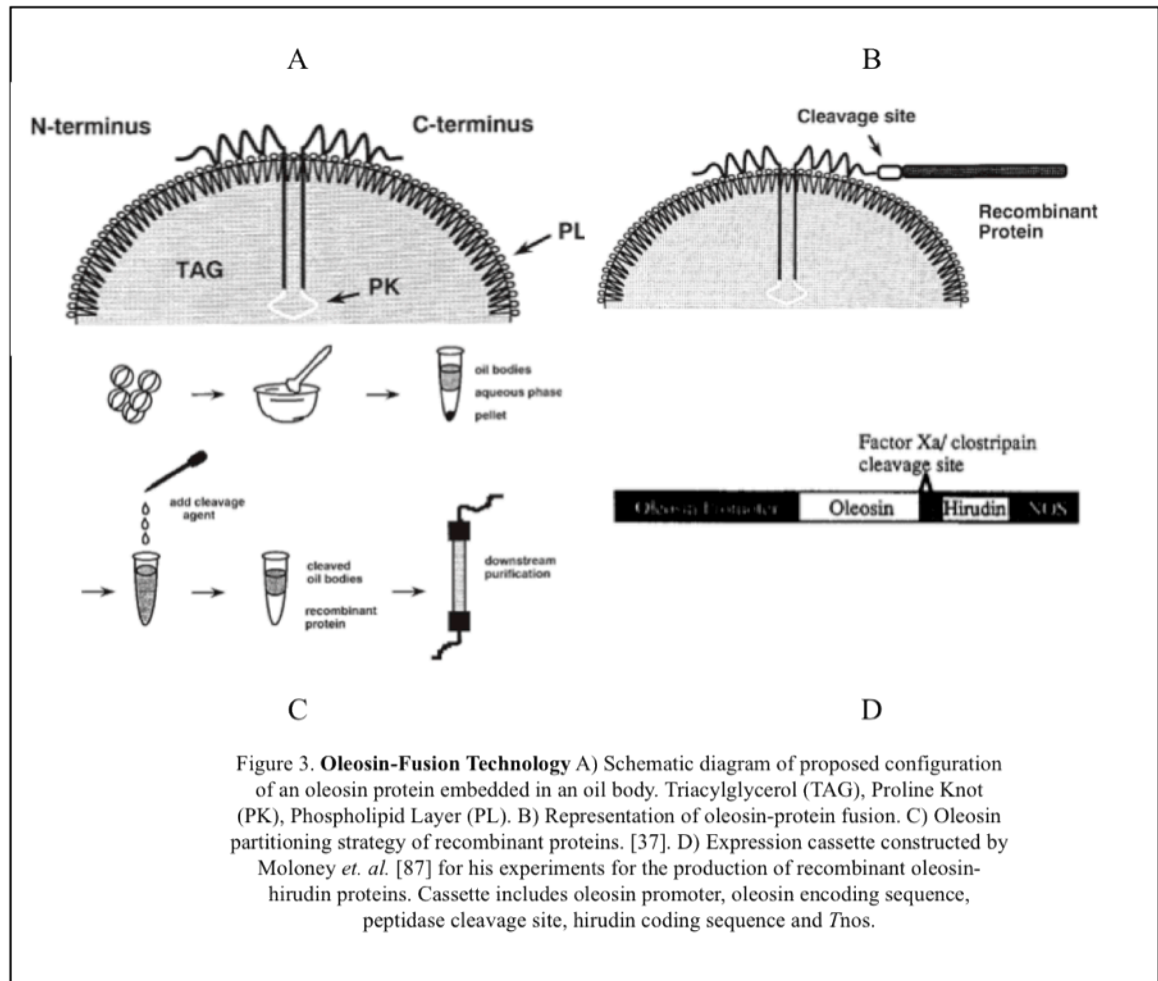 A
B
N-terminus
C-terminus
TAG
PK
PL
Cleavage site
Recombinant
Protein
oil bodies
aqueous phase
pellet
add cleavage
agent
cleaved
oil bodies
recombinant
protein
downstream
purification
Factor Xa/ clostripain
cleavage site
Oleosin Promoter
Oleosin
Hirudin
NOS
C
D
Figure 3. Oleosin-Fusion Technology A) Schematic diagram of proposed configuration
of an oleosin protein embedded in an oil body. Triacylglycerol (TAG), Proline Knot
(PK), Phospholipid Layer (PL). B) Representation of oleosin-protein fusion. C) Oleosin
partitioning strategy of recombinant proteins. [37]. D) Expression cassette constructed by
Moloney et. al. [87] for his experiments for the production of recombinant oleosin-
hirudin proteins. Cassette includes oleosin promoter, oleosin encoding sequence,
peptidase cleavage site, hirudin coding sequence and Tnos.